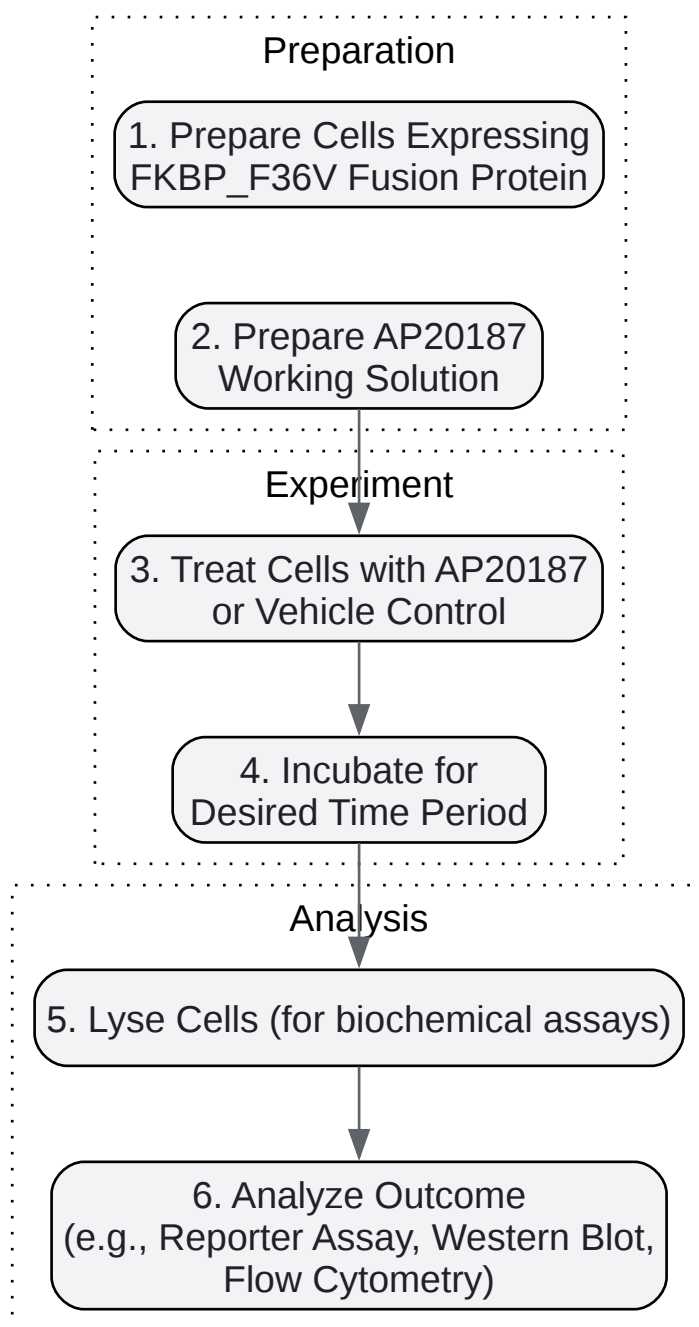 Preparation
1. Prepare Cells Expressing
FKBP_F36V Fusion Protein
2. Prepare AP20187
Working Solution
Experiment
3. Treat Cells with AP20187
or Vehicle Control
4. Incubate for
Desired Time Period
Analysis
5. Lyse Cells (for biochemical assays)
6. Analyze Outcome
(e.g., Reporter Assay, Western Blot,
Flow Cytometry)